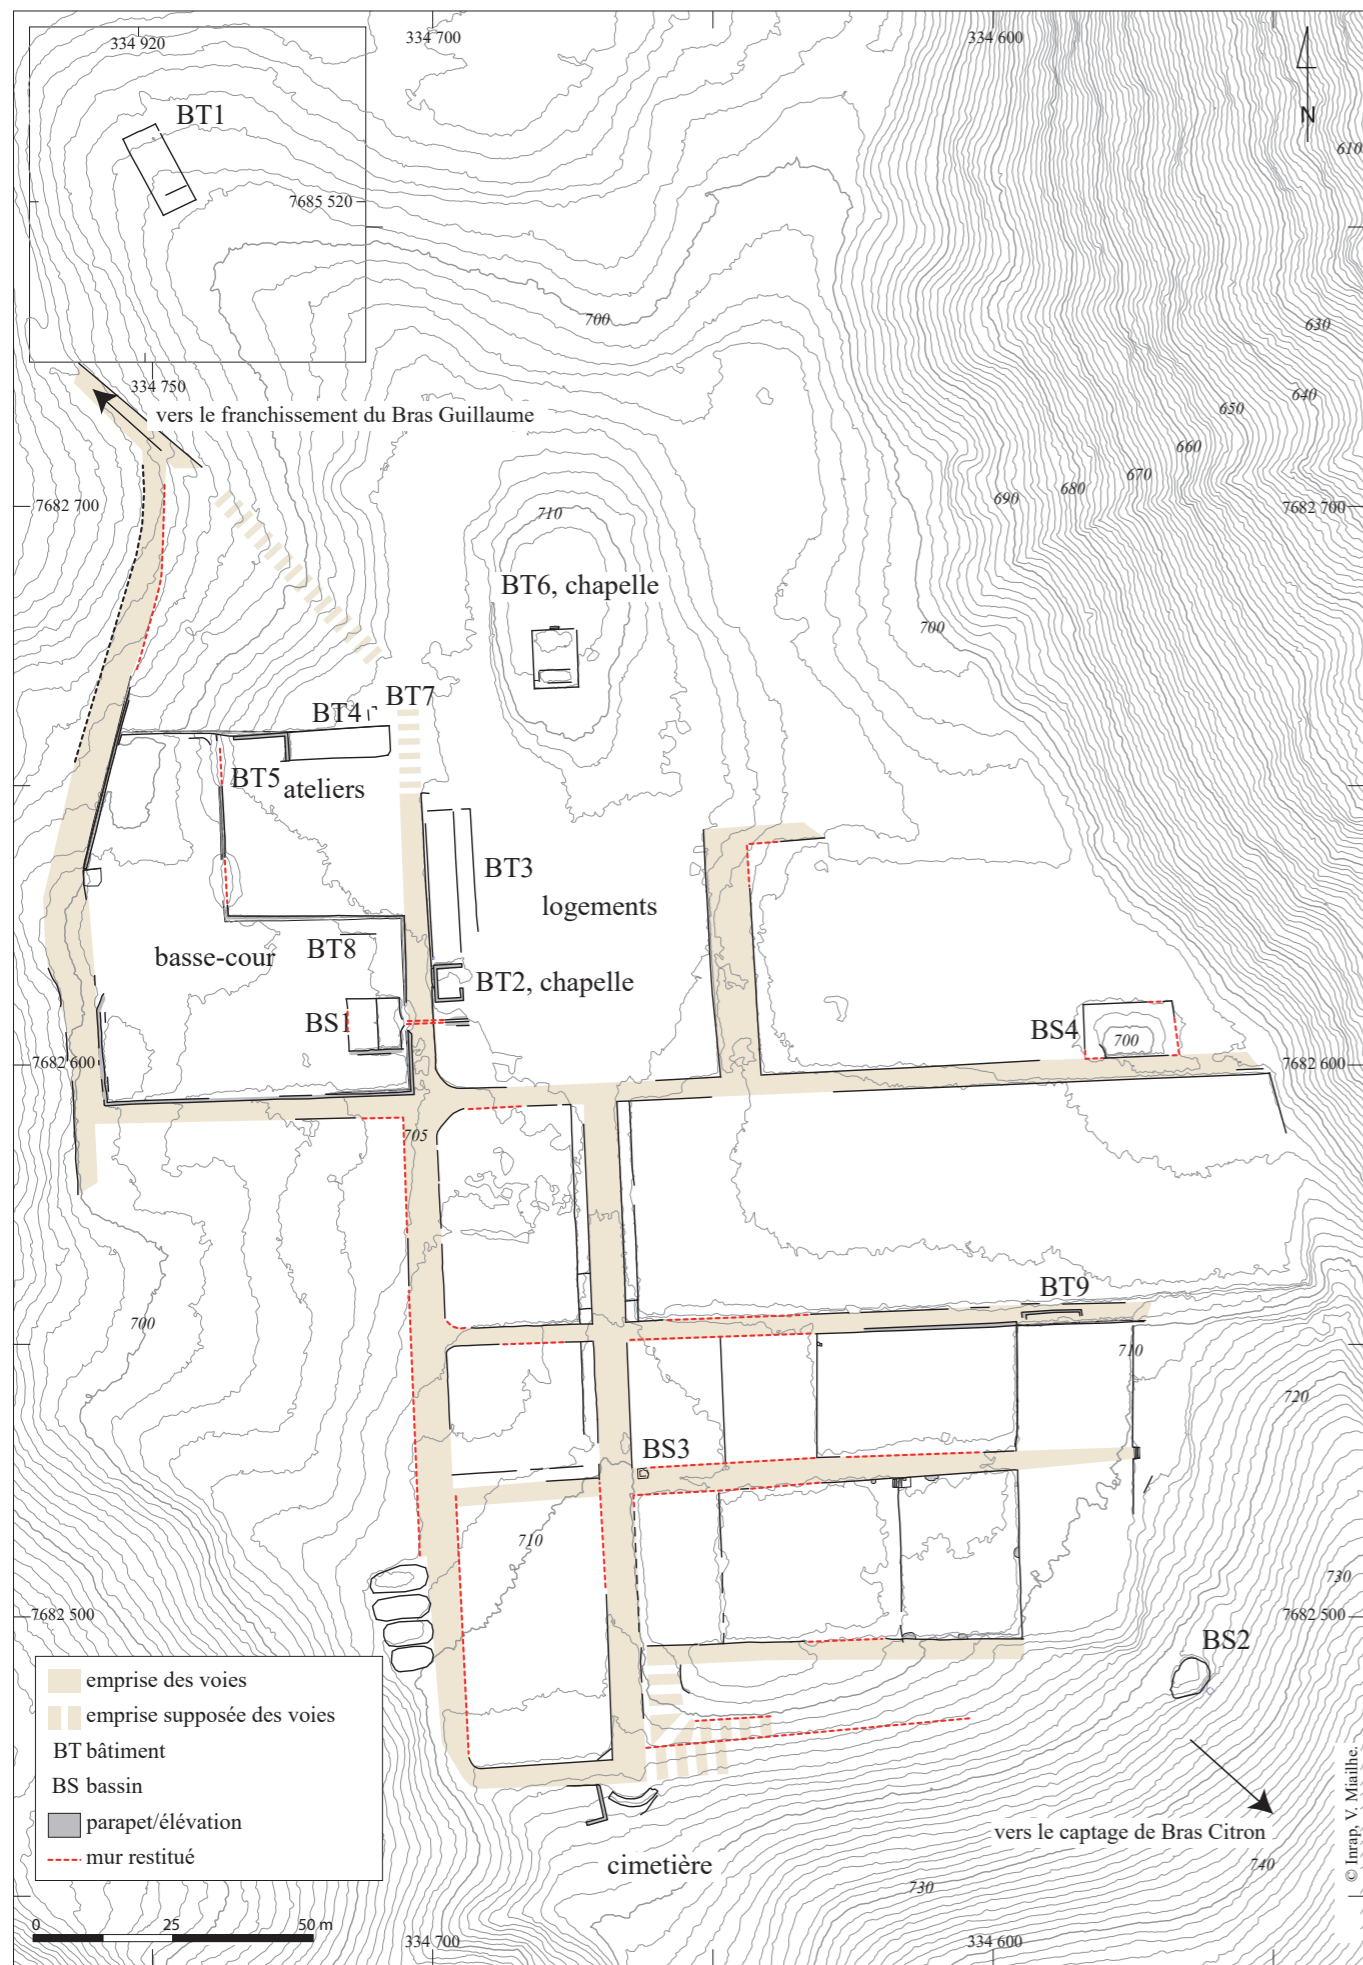 334 920
334 700
334 600
N
BT1
610
7685 520
700
630
334 750
640
vers le franchissement du Bras Guillaume
650
660
670
680
690
7682 700
710
7682 700
BT6, chapelle
700
BT7
BT4
BT5
ateliers
BT3
logements
basse-cour
BT8
BT2, chapelle
BS1
BS4
700
7682 600
7682 600
705
BT9
700
710
720
BS3
710
730
7682 500
7682 500
BS2
emprise des voies
emprise supposée des voies
BT bâtiment
BS bassin
parapet/élévation
mur restitué
vers le captage de Bras Citron
740
cimetière
730
0 25 50 m
334 700
334 600
© Inrap, V. Miailhe,